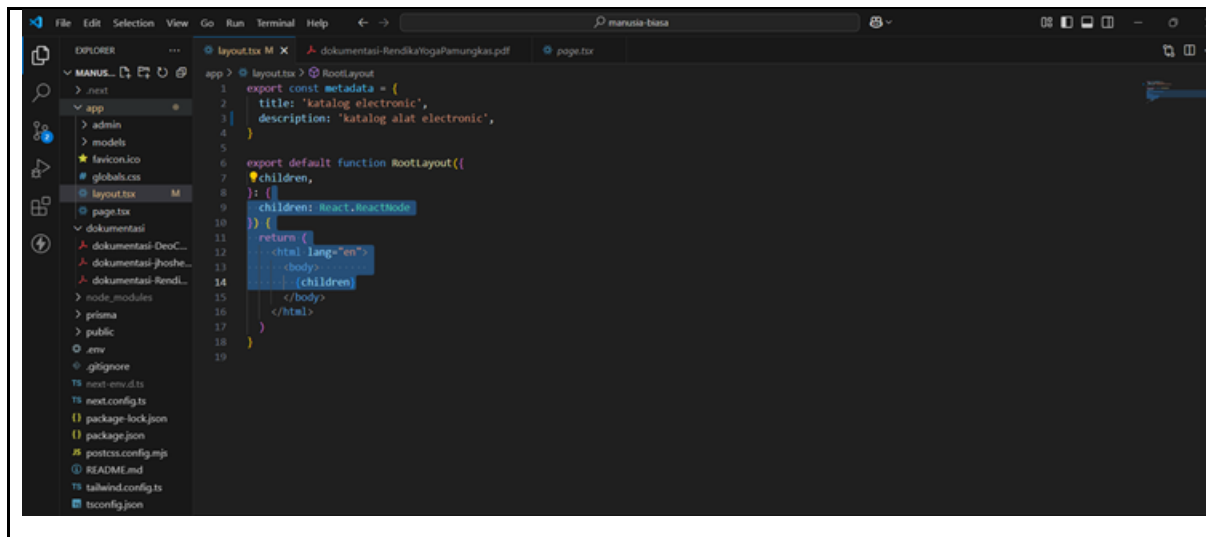 File Edit Selection View Go Run Terminal Help
manusia-biasa
EXPLORER
layout.tsx M
dokumentasi-RendikaYogaPamungkas.pdf
page.tsx
MANUS...
app > layout.tsx > RootLayout
.next
app
admin
models
favicon.ico
globals.css
layout.tsx M
page.tsx
dokumentasi
dokumentasi-DeoC...
dokumentasi-jhoshe...
dokumentasi-Rendi...
node_modules
prisma
public
.env
.gitignore
TS next-env.d.ts
TS next.config.ts
{} package-lock.json
{} package.json
JS postcss.config.mjs
README.md
TS tailwind.config.ts
tsconfig.json
1 export const metadata = {
2 title: 'katalog electronic',
3 description: 'katalog alat electronic',
4 }
5
6 export default function RootLayout({
7 children,
8 }: {
9 children: React.ReactNode
10 }) {
11 return (
12 <html lang="en">
13 <body>
14 {children}
15 </body>
16 </html>
17 )
18 }
19